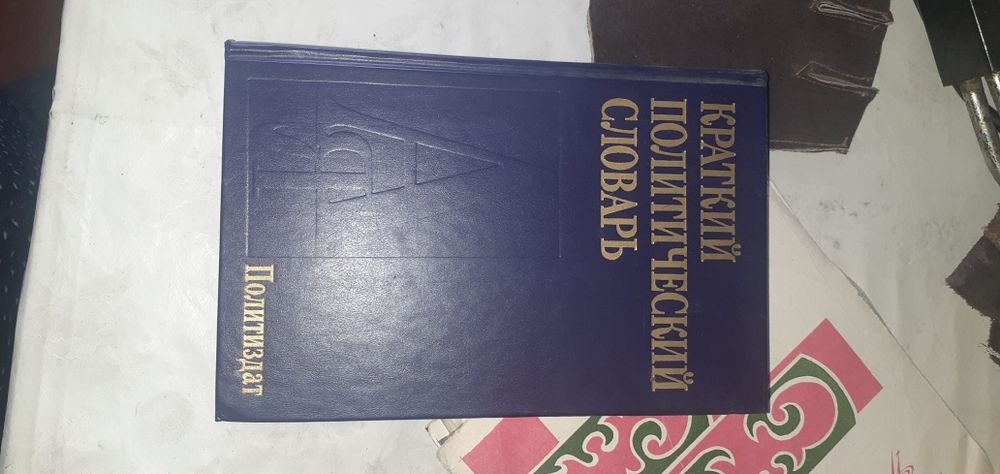 КРАТКИЙ
ПОЛИТИЧЕСКИЙ
СЛОВАРЬ
А
Б
В
Политиздат